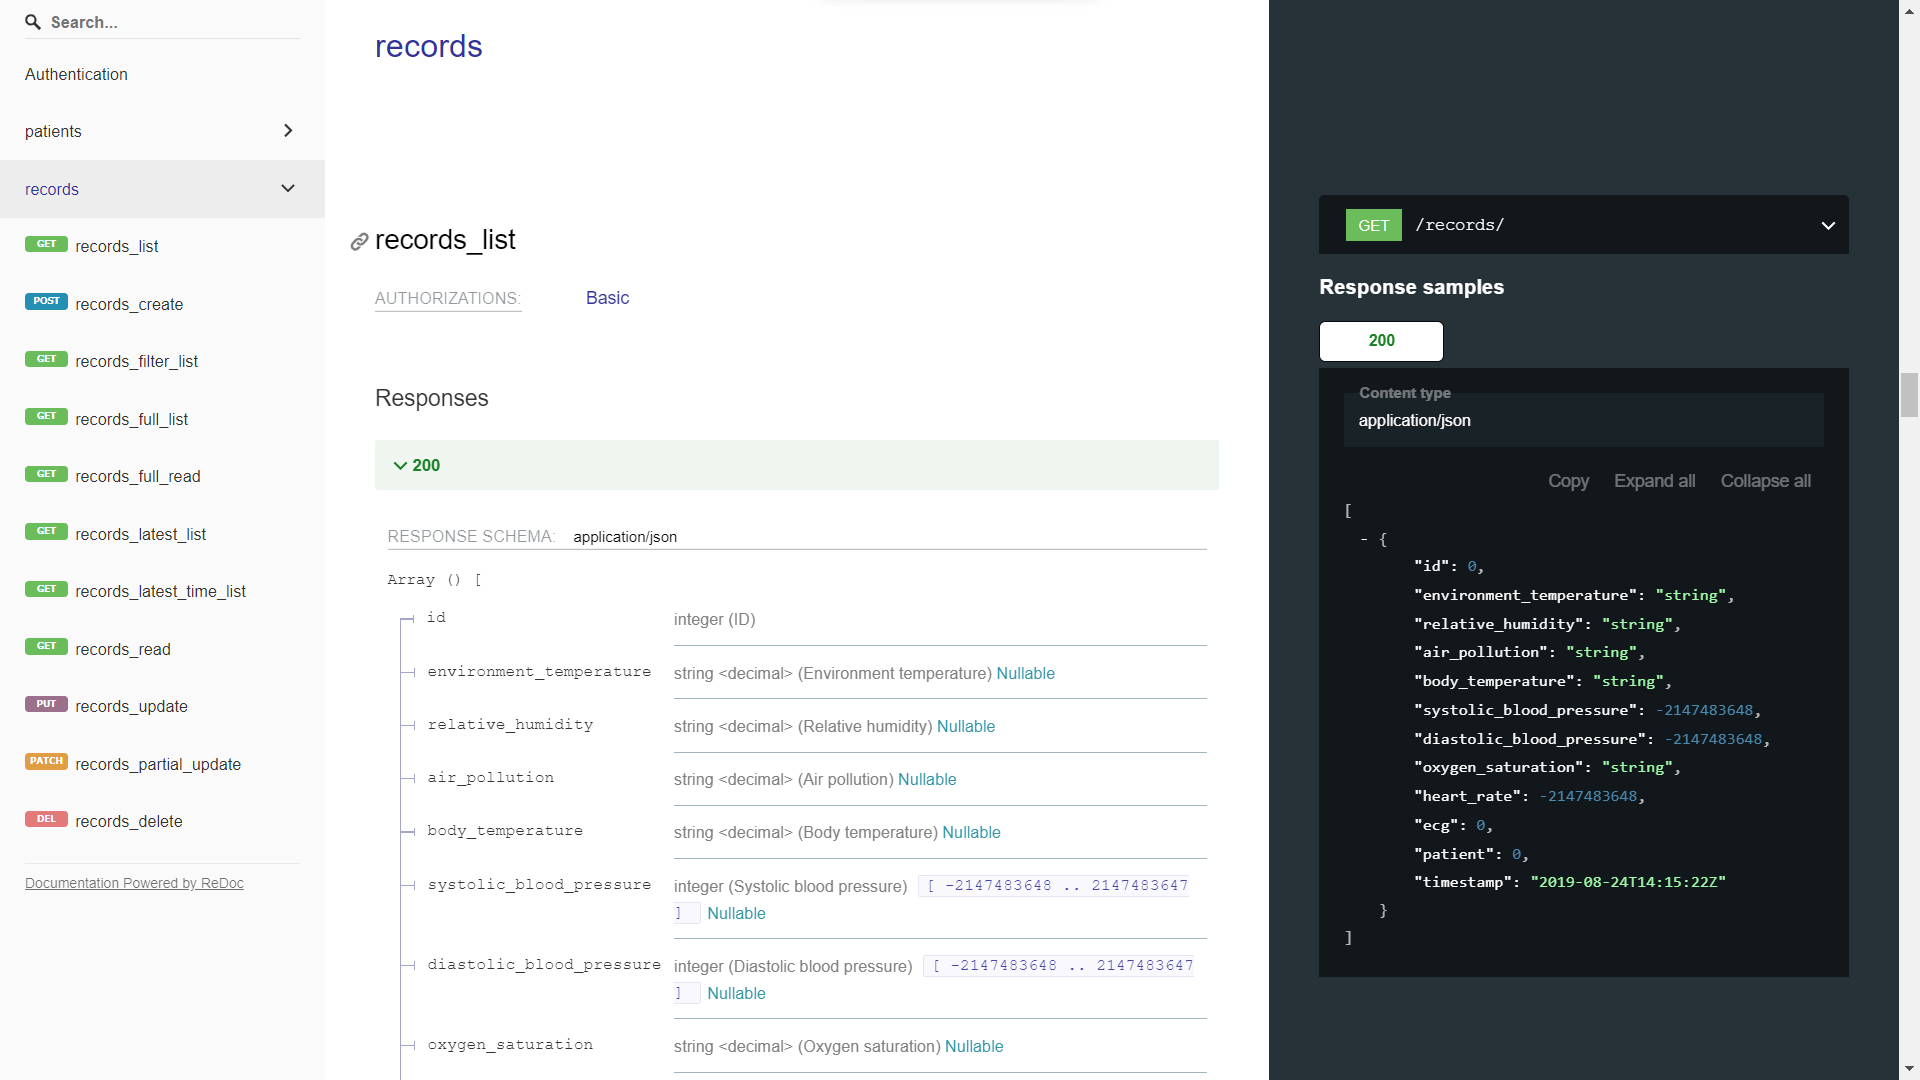 Search...
Authentication
patients
records
GET records_list
POST records_create
GET records_filter_list
GET records_full_list
GET records_full_read
GET records_latest_list
GET records_latest_time_list
GET records_read
PUT records_update
PATCH records_partial_update
DEL records_delete
Documentation Powered by ReDoc
records
records_list
AUTHORIZATIONS: Basic
Responses
200
RESPONSE SCHEMA: application/json
Array () [
id integer (ID)
environment_temperature string <decimal> (Environment temperature) Nullable
relative_humidity string <decimal> (Relative humidity) Nullable
air_pollution string <decimal> (Air pollution) Nullable
body_temperature string <decimal> (Body temperature) Nullable
systolic_blood_pressure integer (Systolic blood pressure) [ -2147483648 .. 2147483647
] Nullable
diastolic_blood_pressure integer (Diastolic blood pressure) [ -2147483648 .. 2147483647
] Nullable
oxygen_saturation string <decimal> (Oxygen saturation) Nullable
GET /records/
Response samples
200
Content type
application/json
Copy Expand all Collapse all
[
- {
"id": 0,
"environment_temperature": "string",
"relative_humidity": "string",
"air_pollution": "string",
"body_temperature": "string",
"systolic_blood_pressure": -2147483648,
"diastolic_blood_pressure": -2147483648,
"oxygen_saturation": "string",
"heart_rate": -2147483648,
"ecg": 0,
"patient": 0,
"timestamp": "2019-08-24T14:15:22Z"
}
]